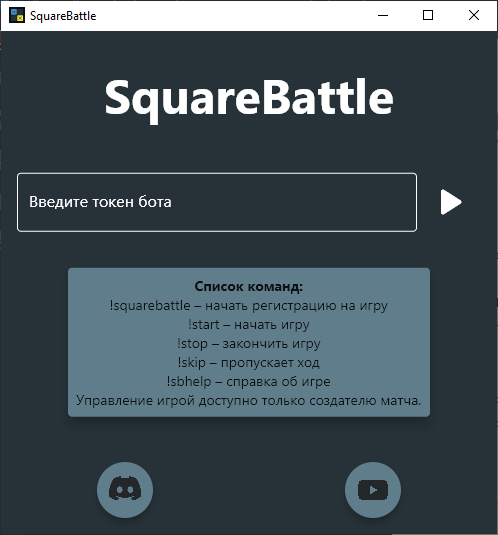 SquareBattle
SquareBattle
Введите токен бота
Список команд:
!squarebattle – начать регистрацию на игру
!start – начать игру
!stop – закончить игру
!skip – пропускает ход
!sbhelp – справка об игре
Управление игрой доступно только создателю матча.